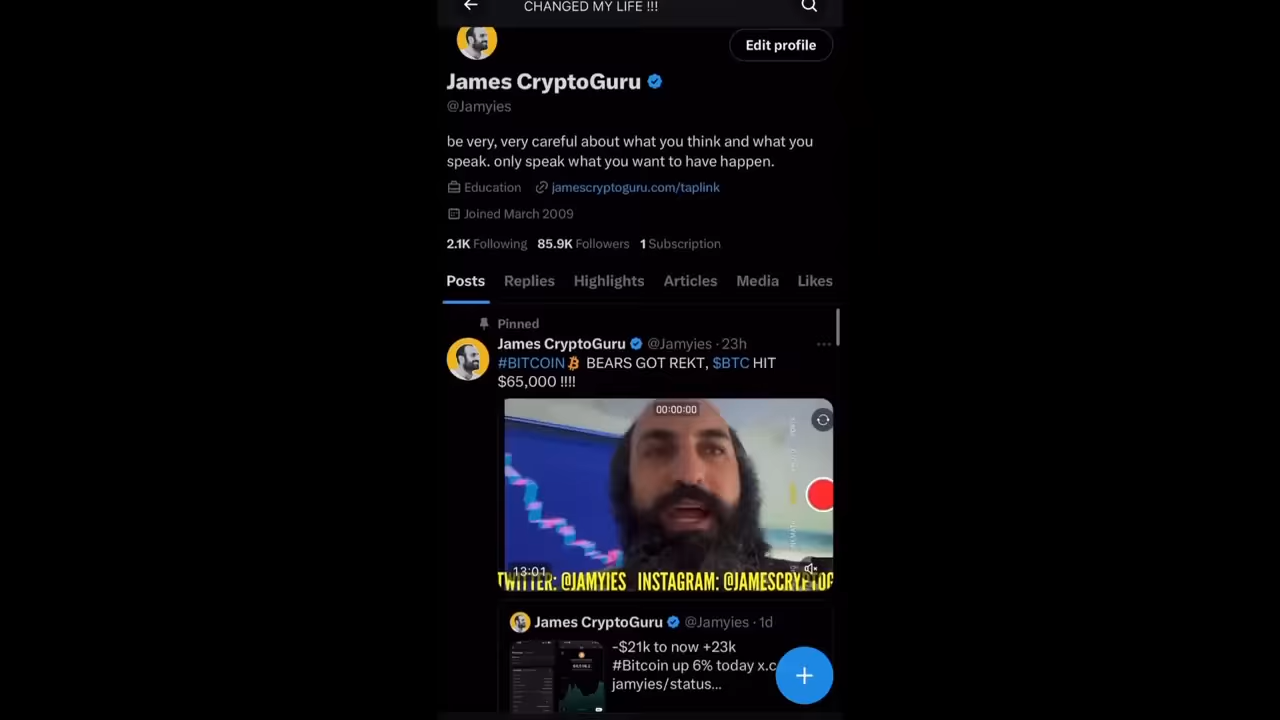 CHANGED MY LIFE !!!
Edit profile
James CryptoGuru
@Jamyies
be very, very careful about what you think and what you
speak. only speak what you want to have happen.
Education jamescryptoguru.com/taplink
Joined March 2009
2.1K Following 85.9K Followers 1 Subscription
Posts Replies Highlights Articles Media Likes
Pinned
James CryptoGuru @Jamyies · 23h
#BITCOIN BEARS GOT REKT, $BTC HIT
$65,000 !!!!
00:00:00
13:01
TWITTER: @JAMYIES INSTAGRAM: @JAMESCRYPTOG
James CryptoGuru @Jamyies · 1d
-$21k to now +23k
#Bitcoin up 6% today x.c
jamyies/status...